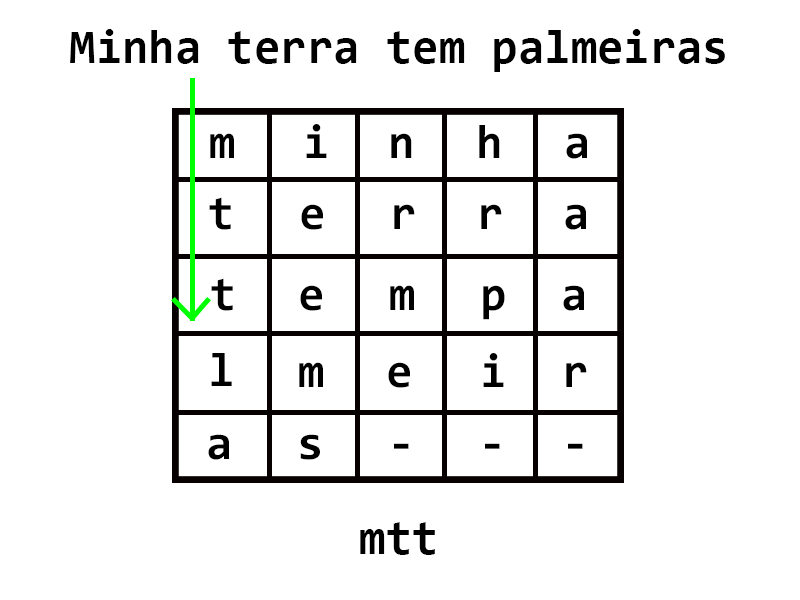 Minha terra tem palmeiras
m i n h a
t e r r a
t e m p a
l m e i r
a s - - -
mtt